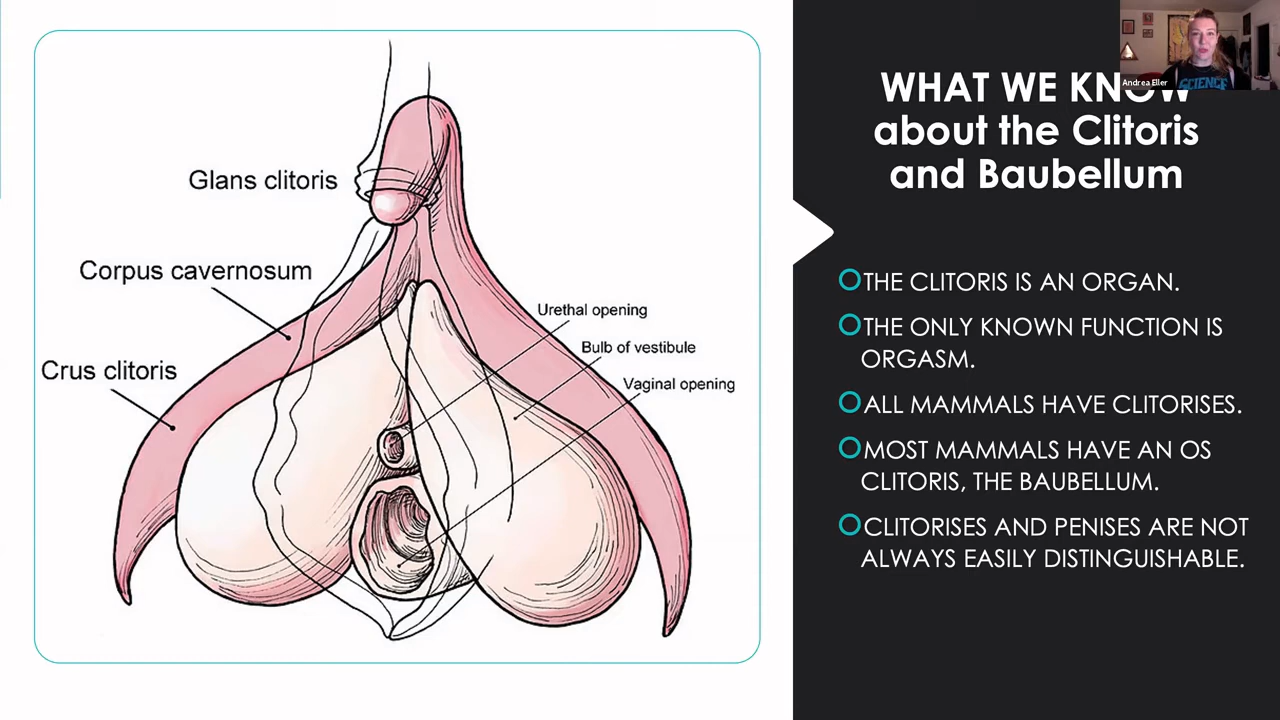 Glans clitoris
Corpus cavernosum
Crus clitoris
Urethal opening
Bulb of vestibule
Vaginal opening
Andrea Eller
SCIENCE
WHAT WE KNOW
about the Clitoris
and Baubellum
THE CLITORIS IS AN ORGAN.
THE ONLY KNOWN FUNCTION IS
ORGASM.
ALL MAMMALS HAVE CLITORISES.
MOST MAMMALS HAVE AN OS
CLITORIS, THE BAUBELLUM.
CLITORISES AND PENISES ARE NOT
ALWAYS EASILY DISTINGUISHABLE.